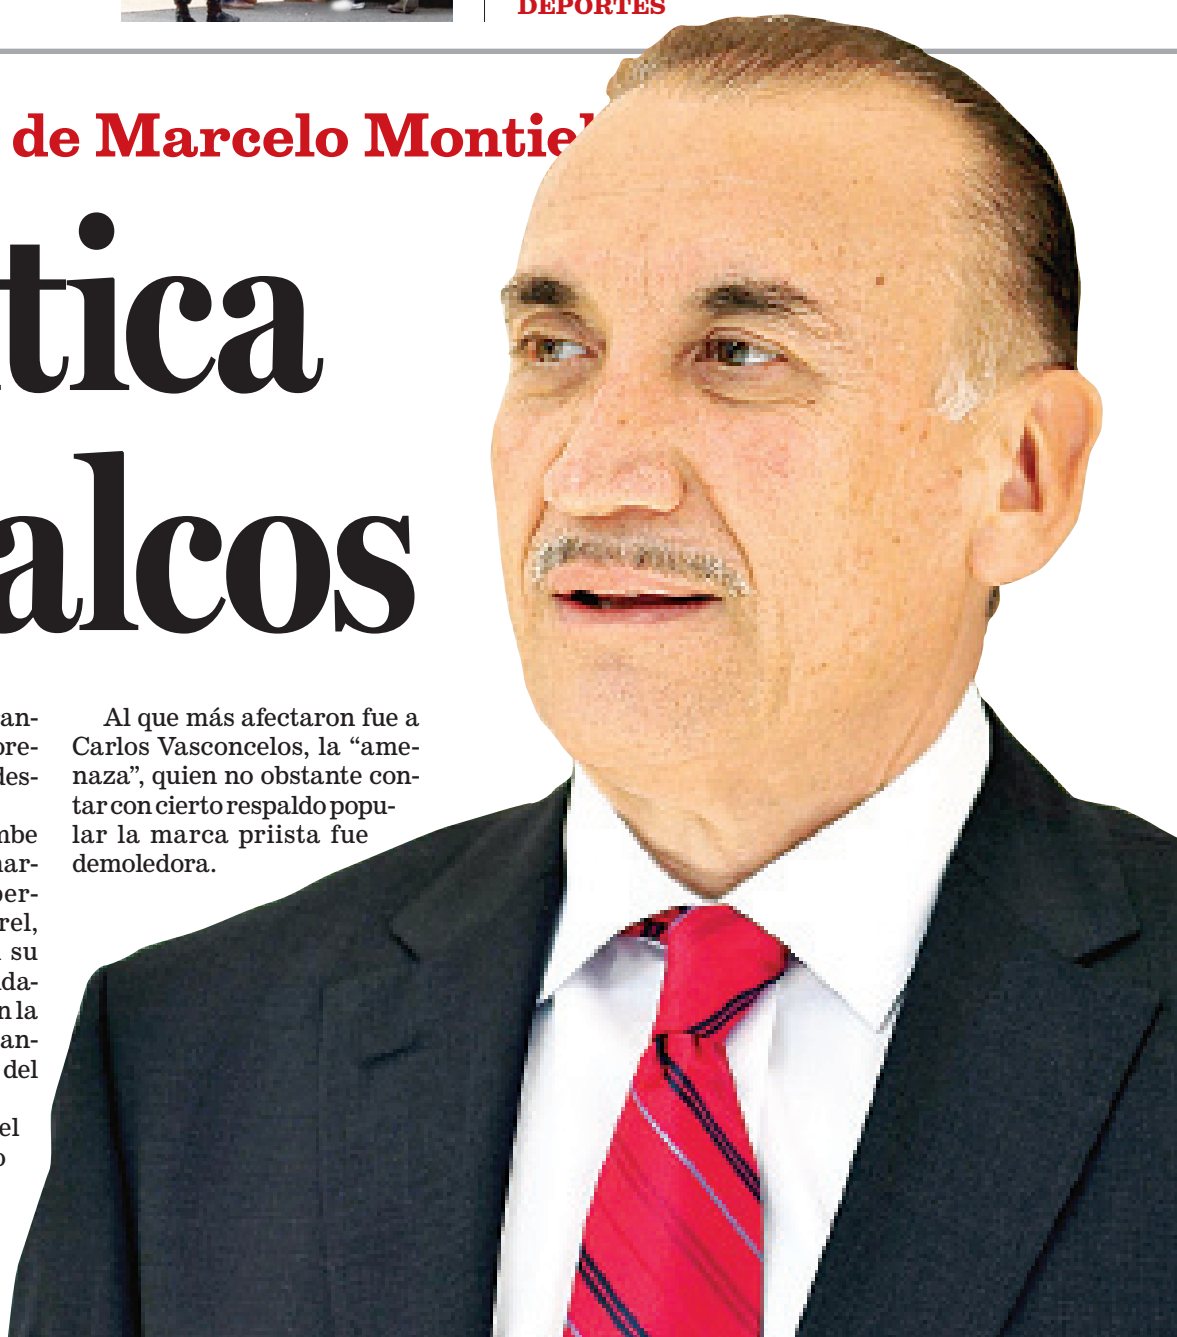 DEPORTES
de Marcelo Montiel
tica
alcos
an-
pre-
des-
mbe
mar-
per-
rel,
su
da-
n la
an-
del
el
o
Al que más afectaron fue a
Carlos Vasconcelos, la “ame-
naza”, quien no obstante con-
tar con cierto respaldo popu-
lar la marca priista fue
demoledora.